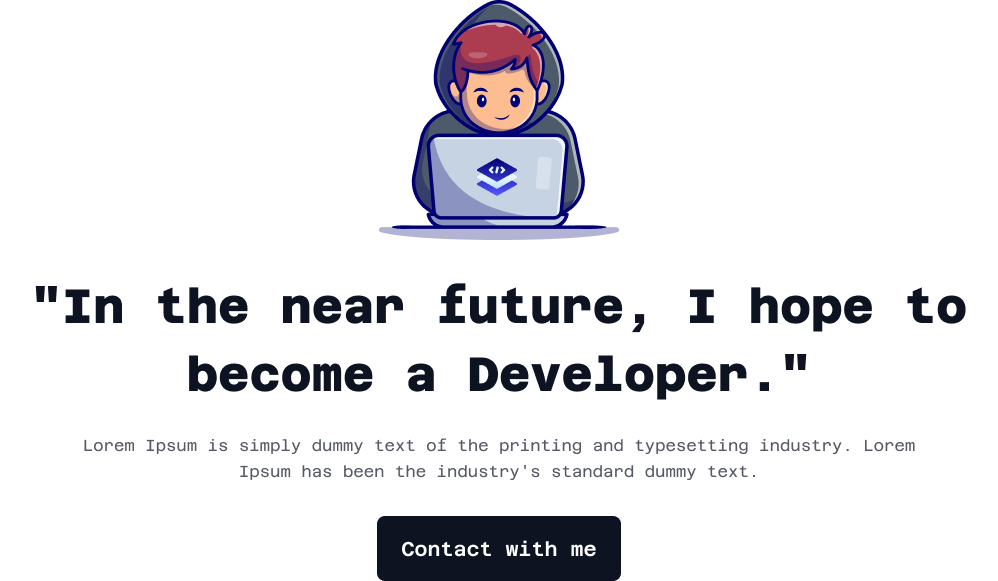 "In the near future, I hope to
become a Developer."
Lorem Ipsum is simply dummy text of the printing and typesetting industry. Lorem
Ipsum has been the industry's standard dummy text.
Contact with me